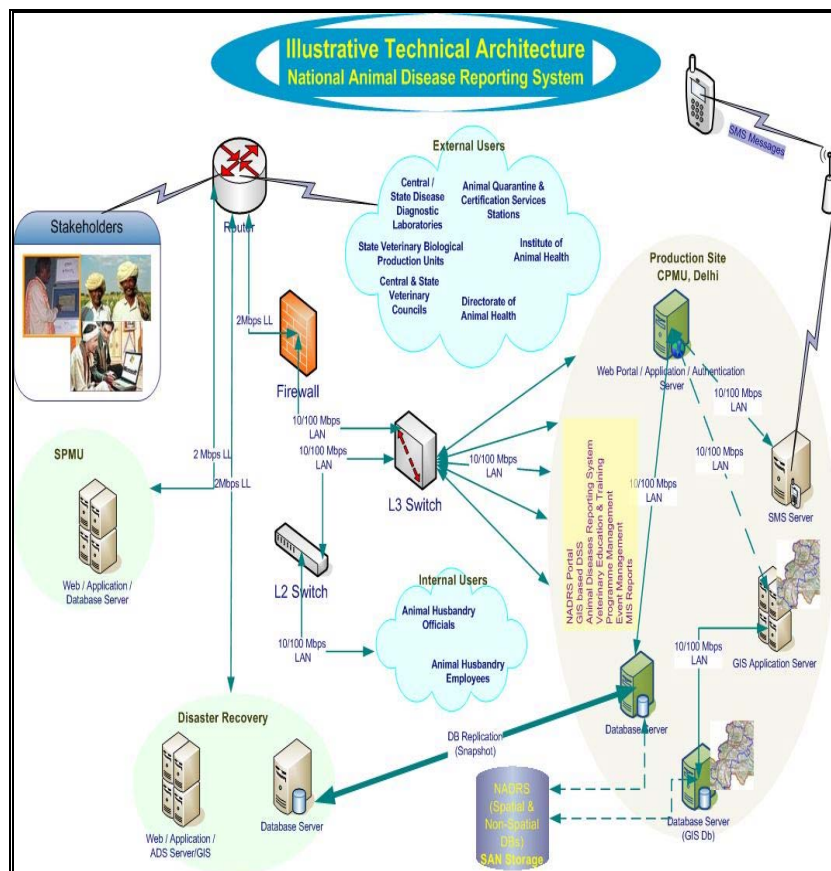 Illustrative Technical Architecture
National Animal Disease Reporting System
SMS Messages
External Users
Central /
State Disease
Diagnostic
Laboratories
Animal Quarantine &
Certification Services
Stations
State Veterinary Biological
Production Units
Institute of
Animal Health
Central & State
Veterinary
Councils
Directorate of
Animal Health
Router
Stakeholders
Production Site
CPMU, Delhi
Web Portal / Application / Authentication
Server
2Mbps LL
Firewall
10/100 Mbps
LAN
10/100 Mbps
LAN
L3 Switch
10/100 Mbps
LAN
10/100 Mbps
LAN
10/100 Mbps
LAN
10/100 Mbps
LAN
SMS Server
SPMU
2 Mbps LL
2Mbps LL
Web / Application /
Database Server
L2 Switch
NADRS Portal
GIS based DSS
Animal Diseases Reporting System
Veterinary Education & Training
Programme Management
Event Management
MIS Reports
Internal Users
Animal Husbandry
Officials
Animal Husbandry
Employees
10/100 Mbps
LAN
GIS Application Server
10/100 Mbps
LAN
Disaster Recovery
Web / Application /
ADS Server/GIS
Database Server
DB Replication
(Snapshot)
Database Server
NADRS
(Spatial &
Non-Spatial
DBs)
SAN Storage
Database Server
(GIS Db)